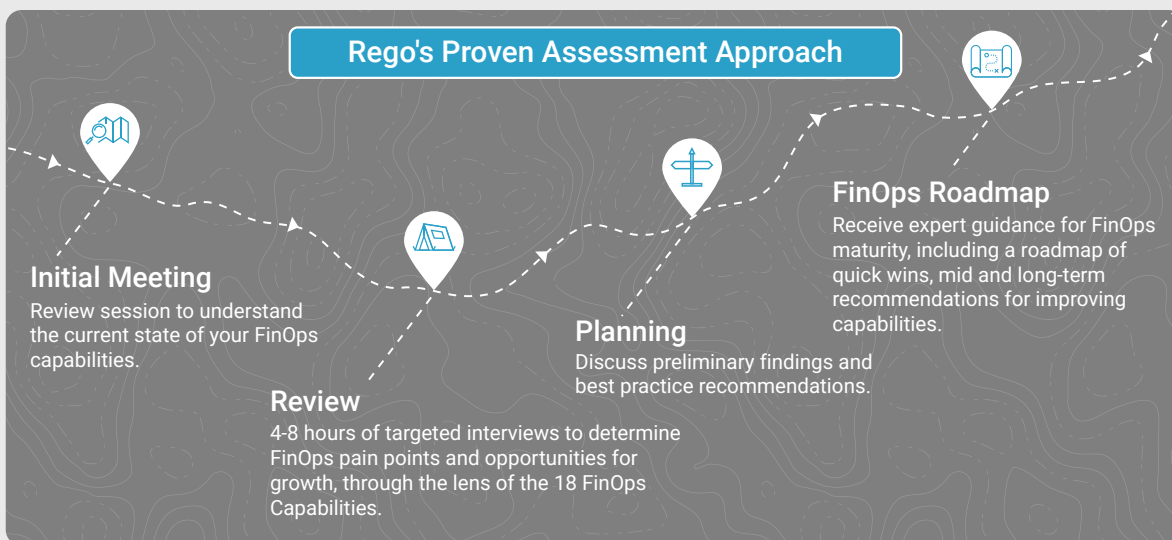 Rego's Proven Assessment Approach
Initial Meeting
Review session to understand
the current state of your FinOps
capabilities.
Review
4-8 hours of targeted interviews to determine
FinOps pain points and opportunities for
growth, through the lens of the 18 FinOps
Capabilities.
Planning
Discuss preliminary findings and
best practice recommendations.
FinOps Roadmap
Receive expert guidance for FinOps
maturity, including a roadmap of
quick wins, mid and long-term
recommendations for improving
capabilities.